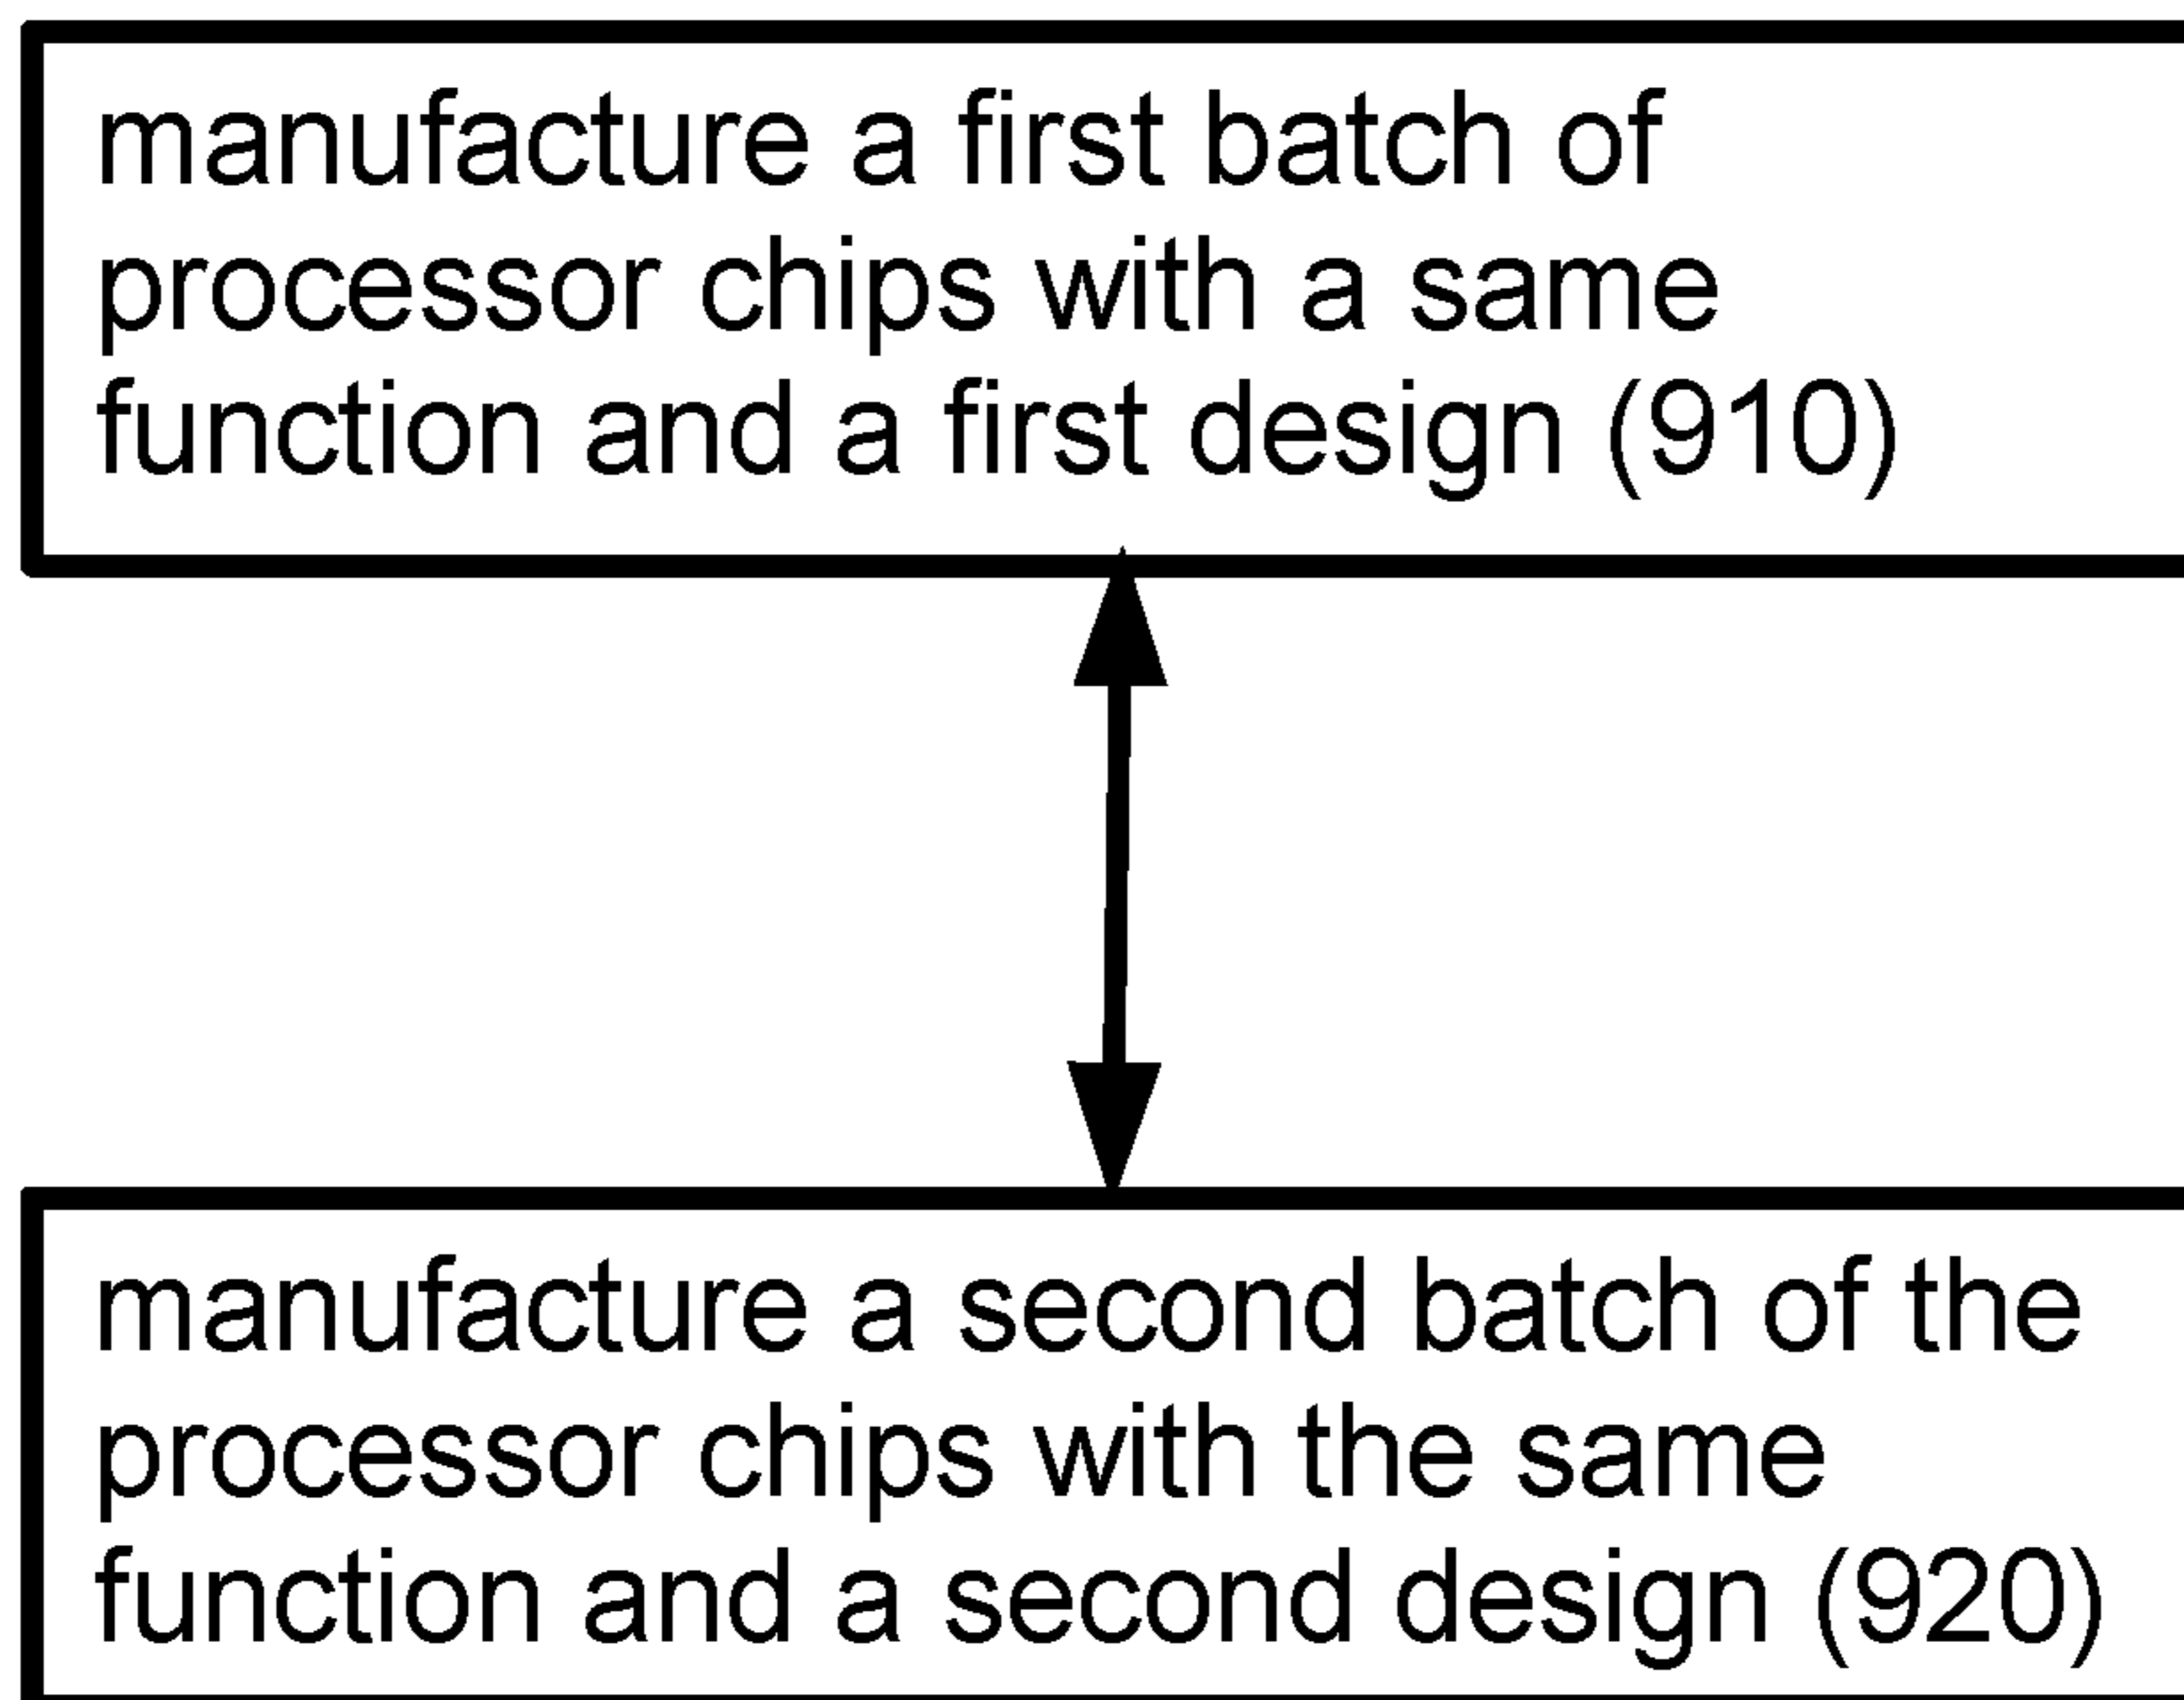 manufacture a first batch of
processor chips with a same
function and a first design (910)
manufacture a second batch of the
processor chips with the same
function and a second design (920)